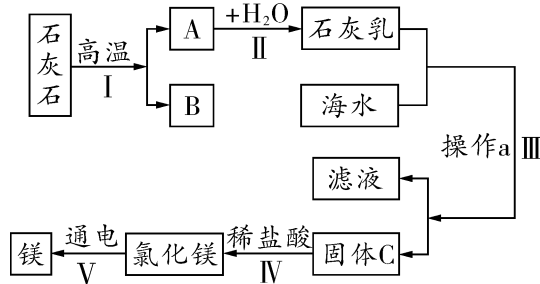 石灰石
高温
Ⅰ
A
B
+H₂O
Ⅱ
石灰乳
海水
操作a
Ⅲ
滤液
固体C
稀盐酸
Ⅳ
氯化镁
通电
Ⅴ
镁